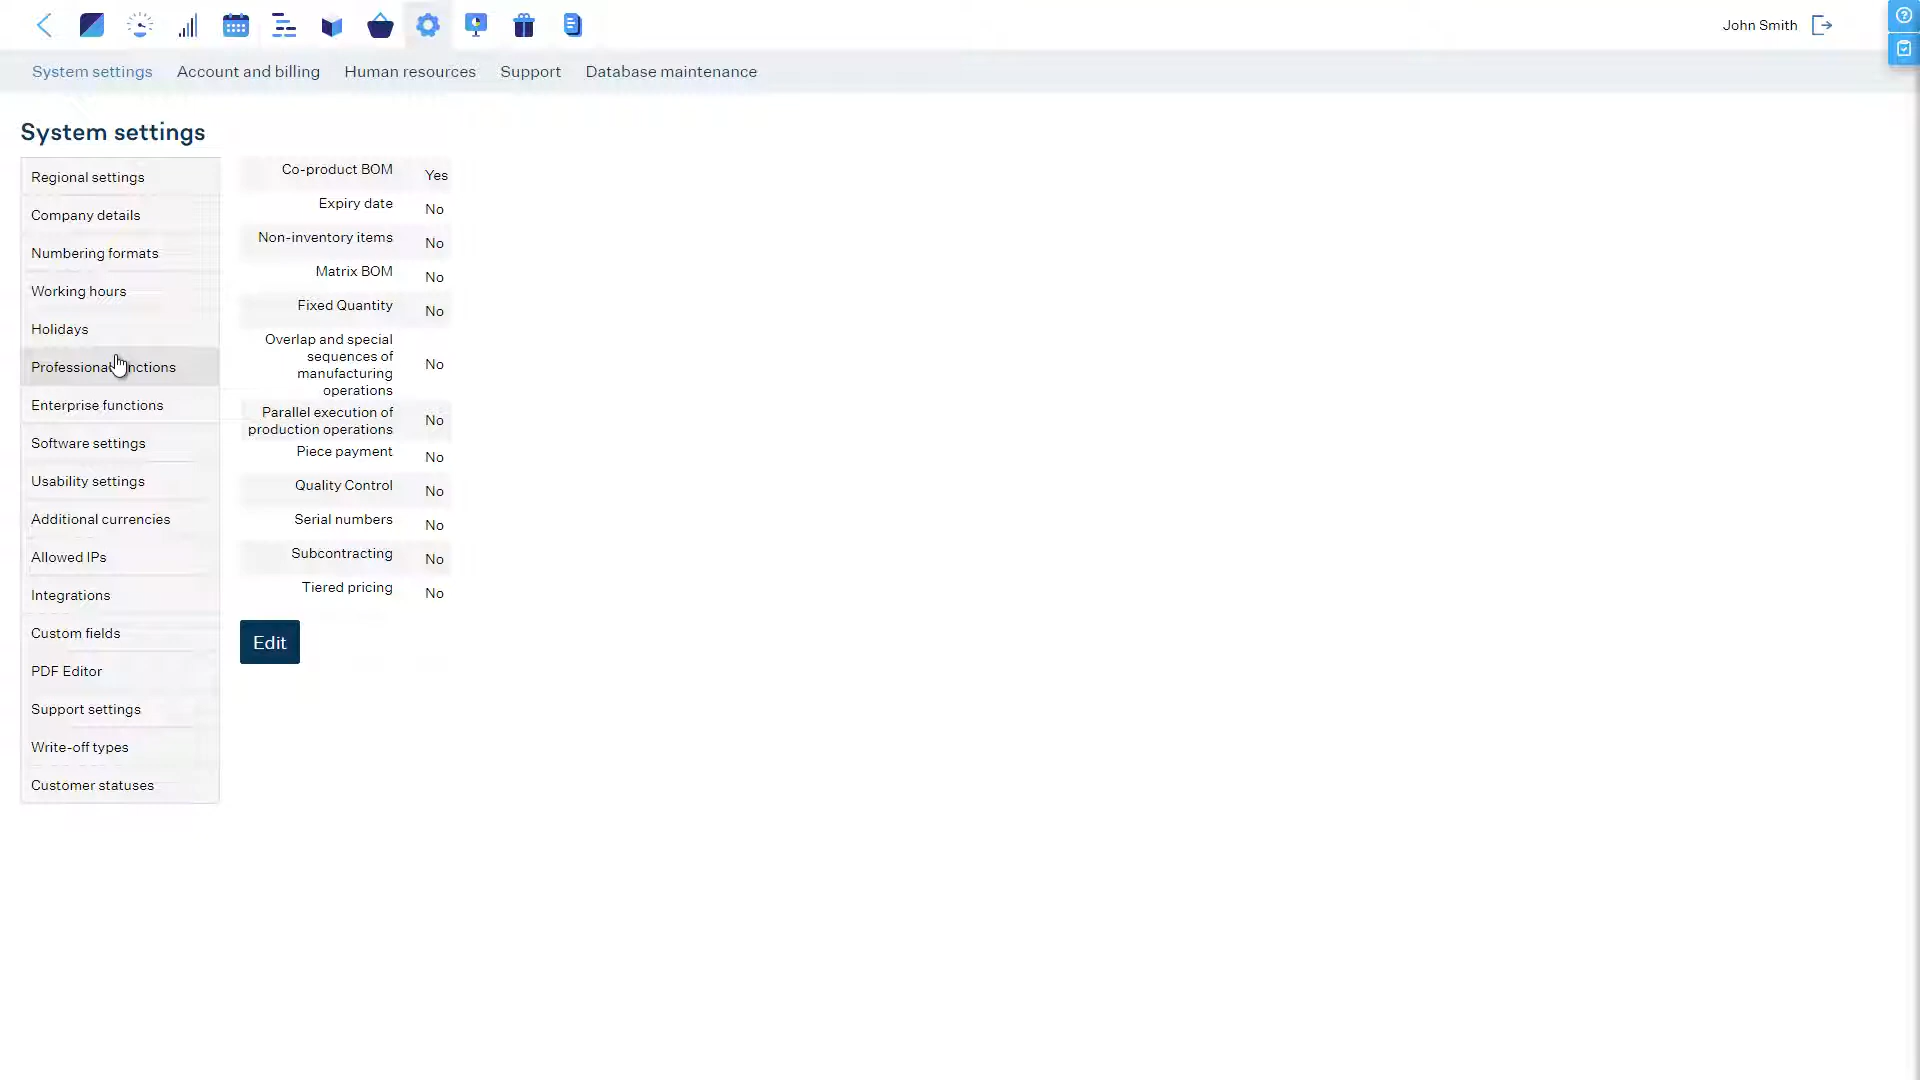 John Smith
System settings
Account and billing
Human resources
Support
Database maintenance
System settings
Regional settings
Company details
Numbering formats
Working hours
Holidays
Professional functions
Enterprise functions
Software settings
Usability settings
Additional currencies
Allowed IPs
Integrations
Custom fields
PDF Editor
Support settings
Write-off types
Customer statuses
Co-product BOM Yes
Expiry date No
Non-inventory items No
Matrix BOM No
Fixed Quantity No
Overlap and special
sequences of
manufacturing
operations
No
Parallel execution of
production operations
No
Piece payment No
Quality Control No
Serial numbers No
Subcontracting No
Tiered pricing No
Edit